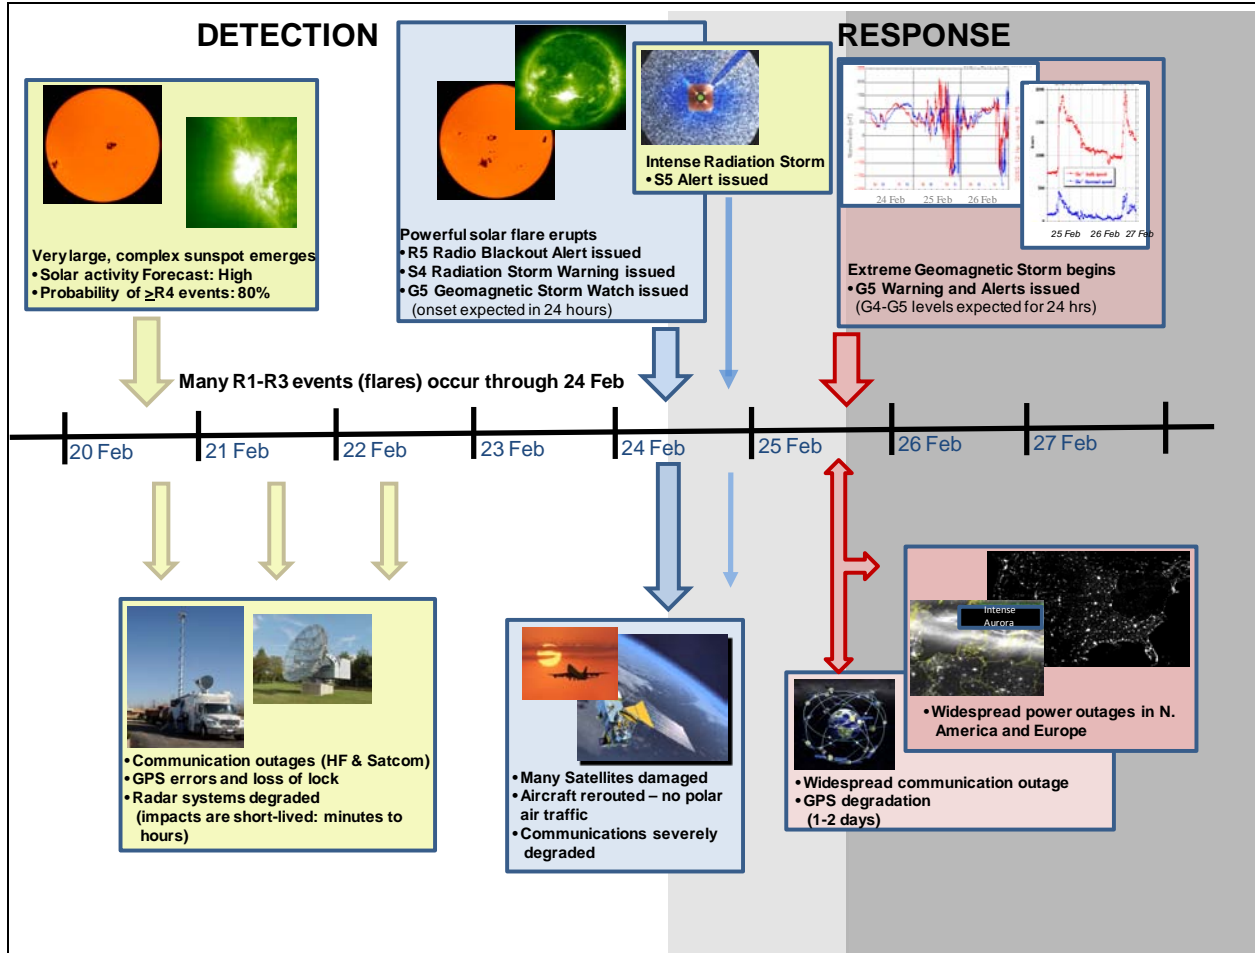 DETECTION
RESPONSE
Very large, complex sunspot emerges
• Solar activity Forecast: High
• Probability of ≥R4 events: 80%
Powerful solar flare erupts
• R5 Radio Blackout Alert issued
• S4 Radiation Storm Warning issued
• G5 Geomagnetic Storm Watch issued
(onset expected in 24 hours)
Intense Radiation Storm
• S5 Alert issued
24 Feb
25 Feb
26 Feb
25 Feb
26 Feb
27 Feb
Extreme Geomagnetic Storm begins
• G5 Warning and Alerts issued
(G4-G5 levels expected for 24 hrs)
Many R1-R3 events (flares) occur through 24 Feb
20 Feb
21 Feb
22 Feb
23 Feb
24 Feb
25 Feb
26 Feb
27 Feb
• Communication outages (HF & Satcom)
• GPS errors and loss of lock
• Radar systems degraded
(impacts are short-lived: minutes to
hours)
• Many Satellites damaged
• Aircraft rerouted – no polar
air traffic
• Communications severely
degraded
Intense
Aurora
• Widespread power outages in N.
America and Europe
• Widespread communication outage
• GPS degradation
(1-2 days)